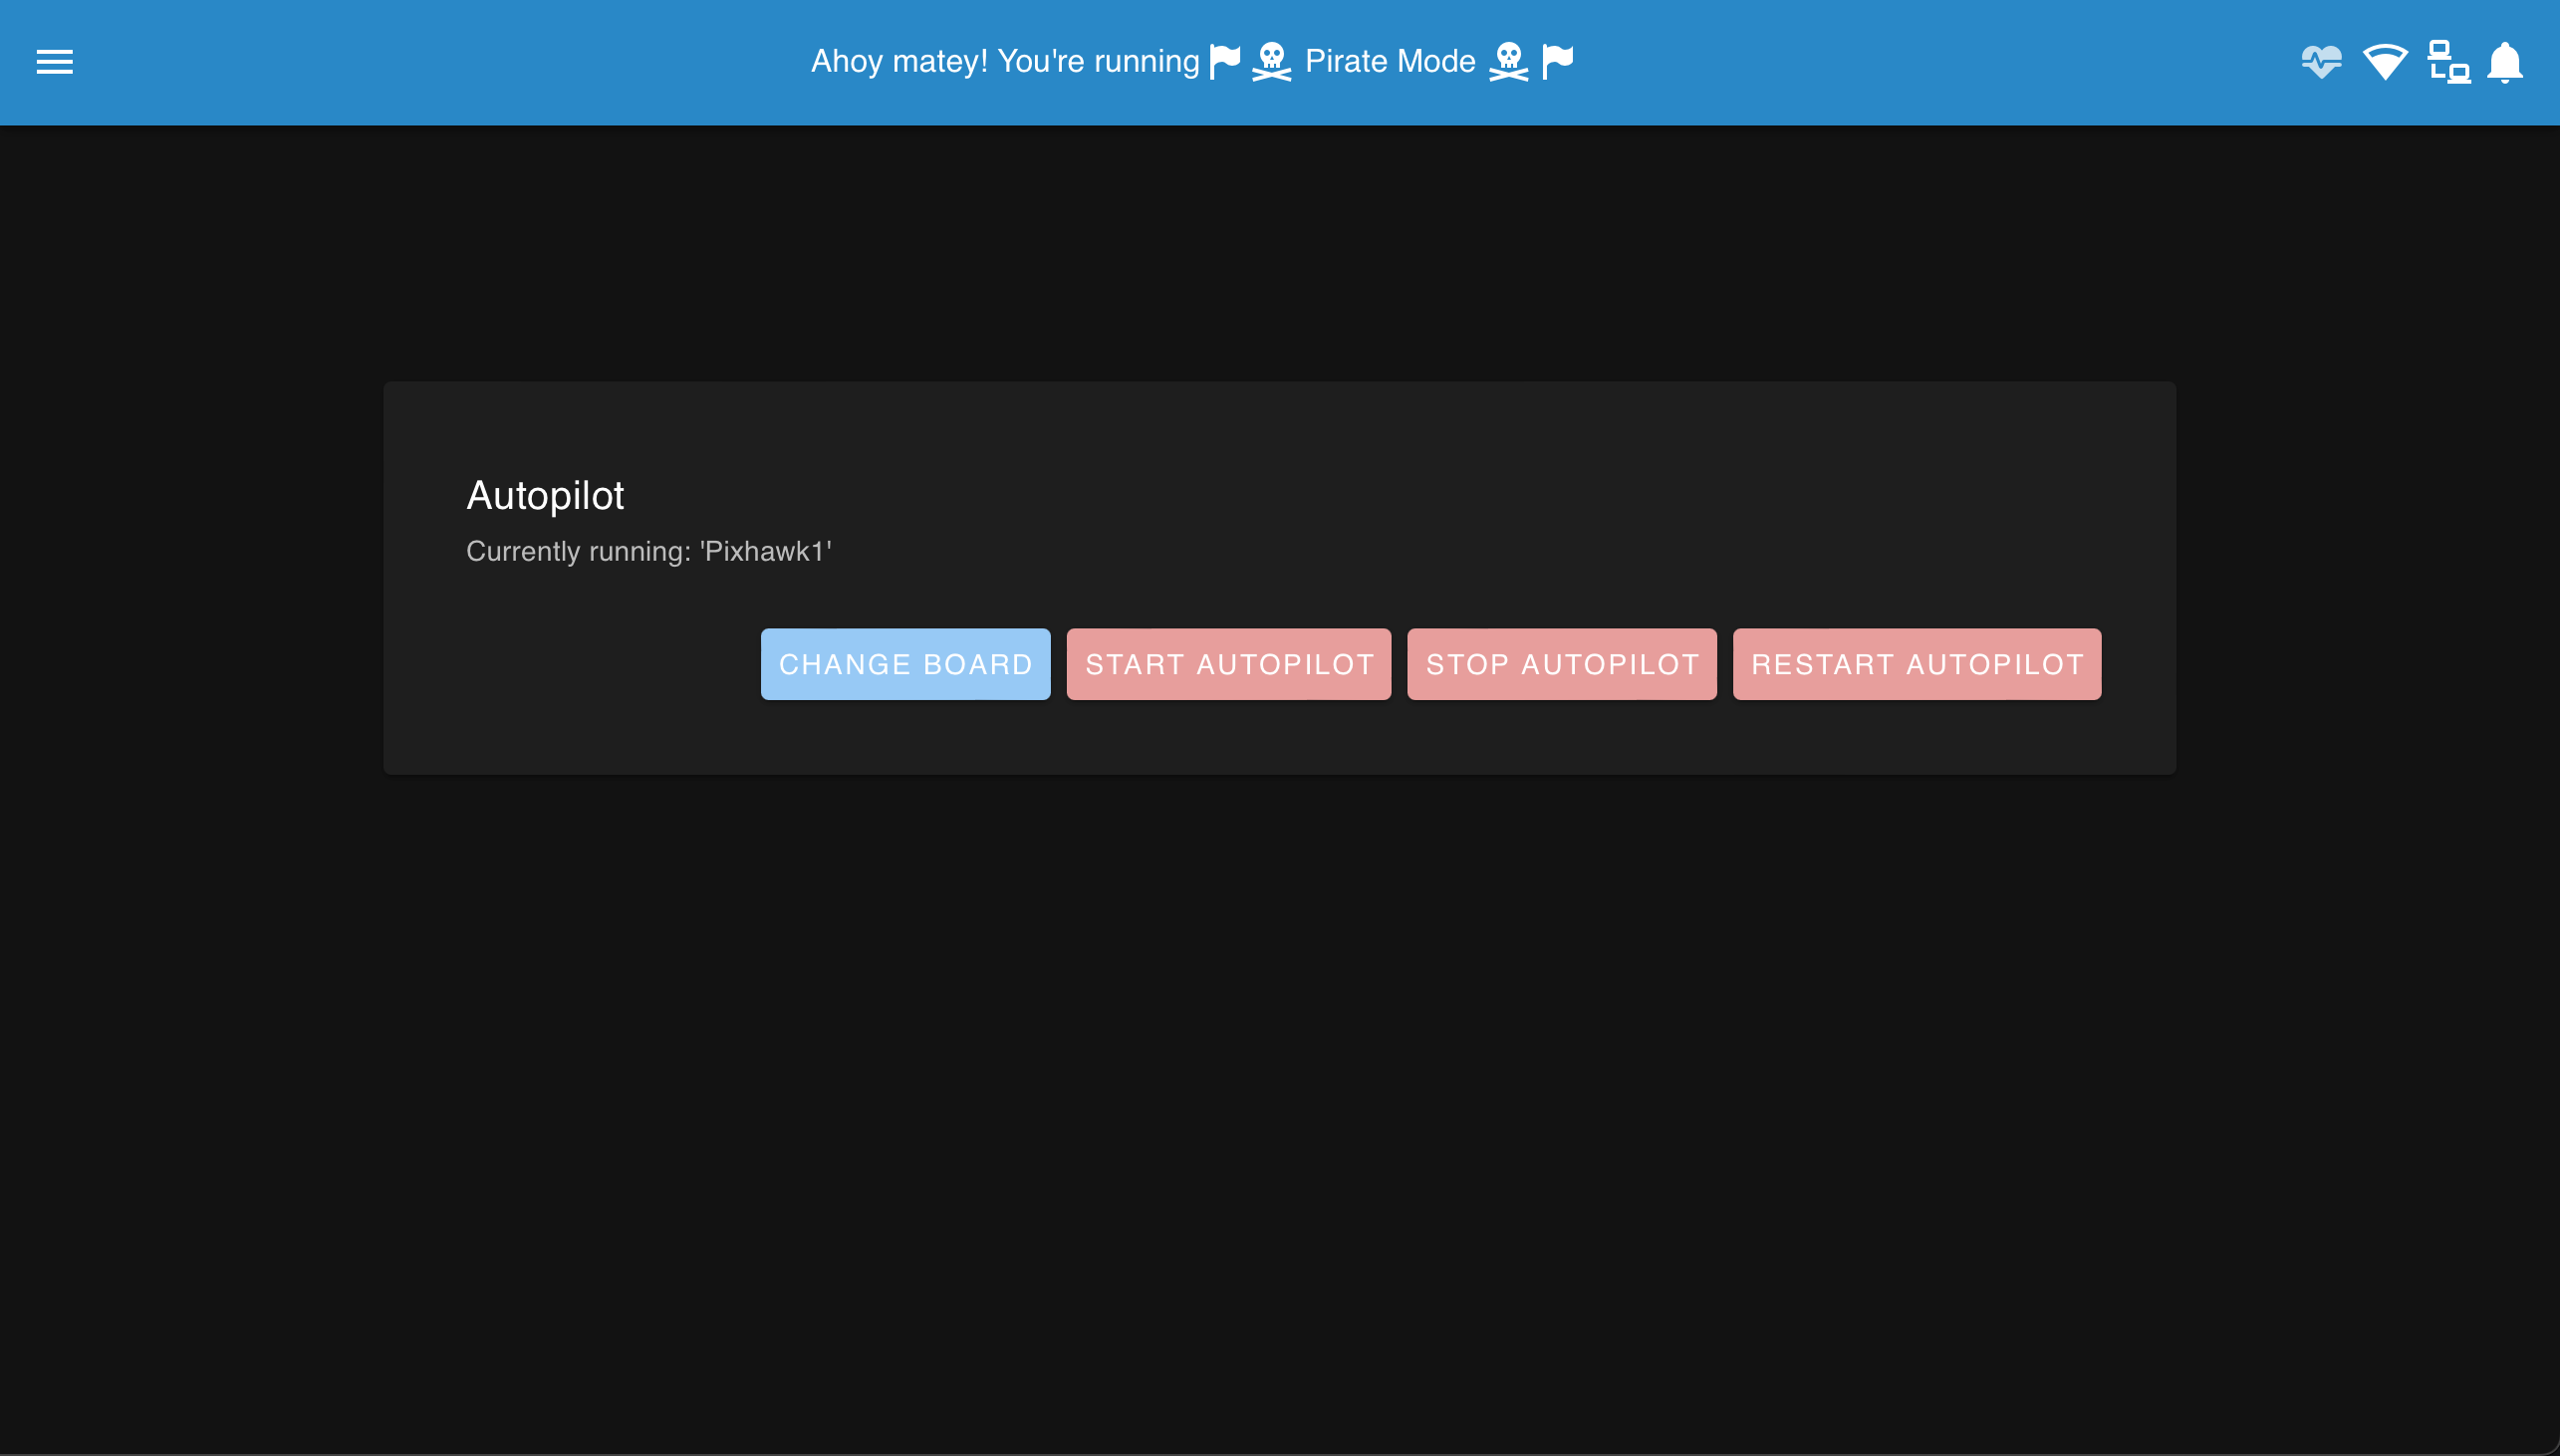 Ahoy matey! You're running Pirate Mode
Autopilot
Currently running: 'Pixhawk1'
CHANGE BOARD
START AUTOPILOT
STOP AUTOPILOT
RESTART AUTOPILOT